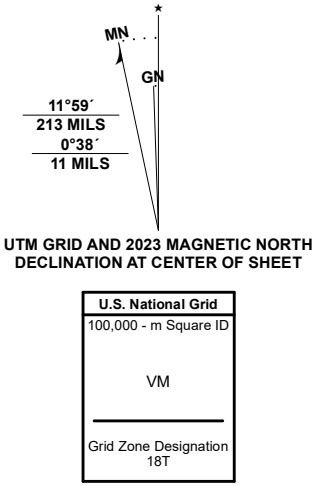 MN
GN
11°59´
213 MILS
0°38´
11 MILS
UTM GRID AND 2023 MAGNETIC NORTH
DECLINATION AT CENTER OF SHEET
U.S. National Grid
100,000 - m Square ID
VM
Grid Zone Designation
18T